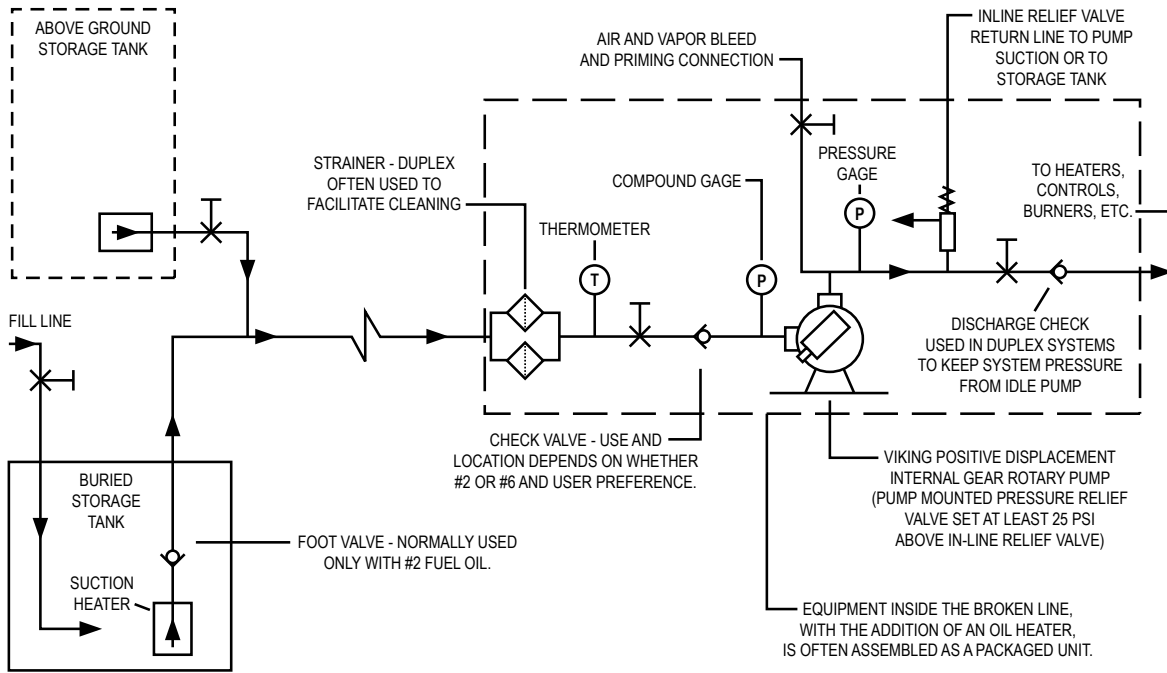 ABOVE GROUND
STORAGE TANK
AIR AND VAPOR BLEED
AND PRIMING CONNECTION
INLINE RELIEF VALVE
RETURN LINE TO PUMP
SUCTION OR TO
STORAGE TANK
STRAINER - DUPLEX
OFTEN USED TO
FACILITATE CLEANING
THERMOMETER
T
COMPOUND GAGE
P
PRESSURE
GAGE
P
TO HEATERS,
CONTROLS,
BURNERS, ETC.
FILL LINE
DISCHARGE CHECK
USED IN DUPLEX SYSTEMS
TO KEEP SYSTEM PRESSURE
FROM IDLE PUMP
CHECK VALVE - USE AND
LOCATION DEPENDS ON WHETHER
#2 OR #6 AND USER PREFERENCE.
VIKING POSITIVE DISPLACEMENT
INTERNAL GEAR ROTARY PUMP
(PUMP MOUNTED PRESSURE RELIEF
VALVE SET AT LEAST 25 PSI
ABOVE IN-LINE RELIEF VALVE)
BURIED
STORAGE
TANK
FOOT VALVE - NORMALLY USED
ONLY WITH #2 FUEL OIL.
SUCTION
HEATER
EQUIPMENT INSIDE THE BROKEN LINE,
WITH THE ADDITION OF AN OIL HEATER,
IS OFTEN ASSEMBLED AS A PACKAGED UNIT.